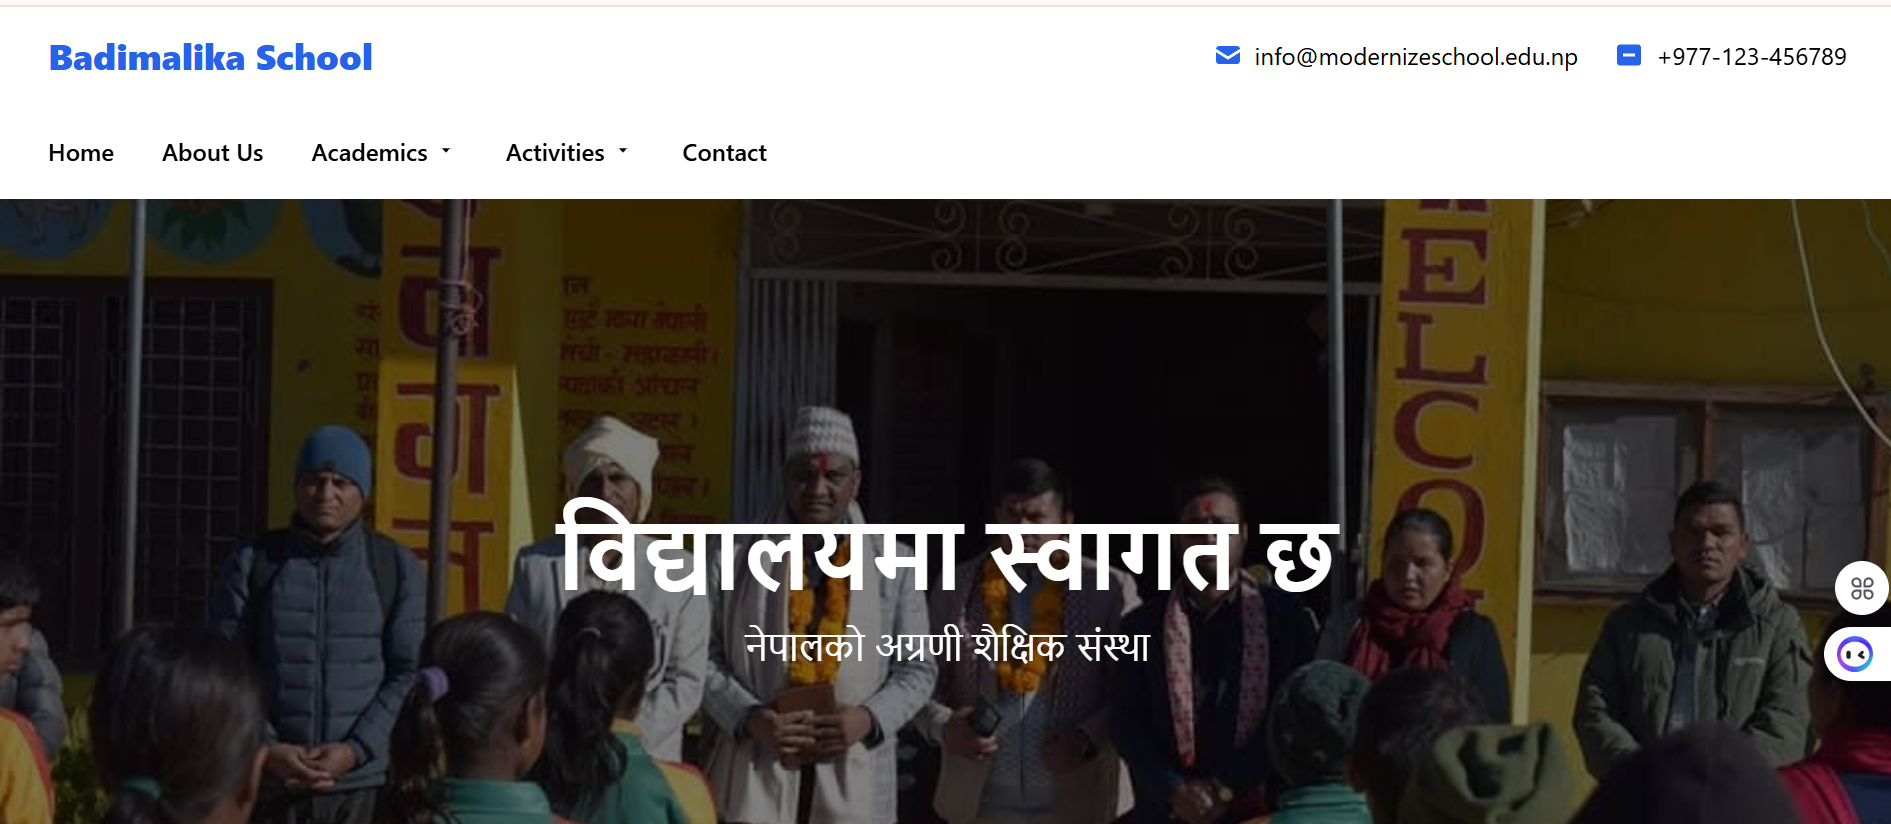 Badimalika School
info@modernizeschool.edu.np
+977-123-456789
Home
About Us
Academics
Activities
Contact
ELCO
विद्यालयमा स्वागत छ
नेपालको अग्रणी शैक्षिक संस्था